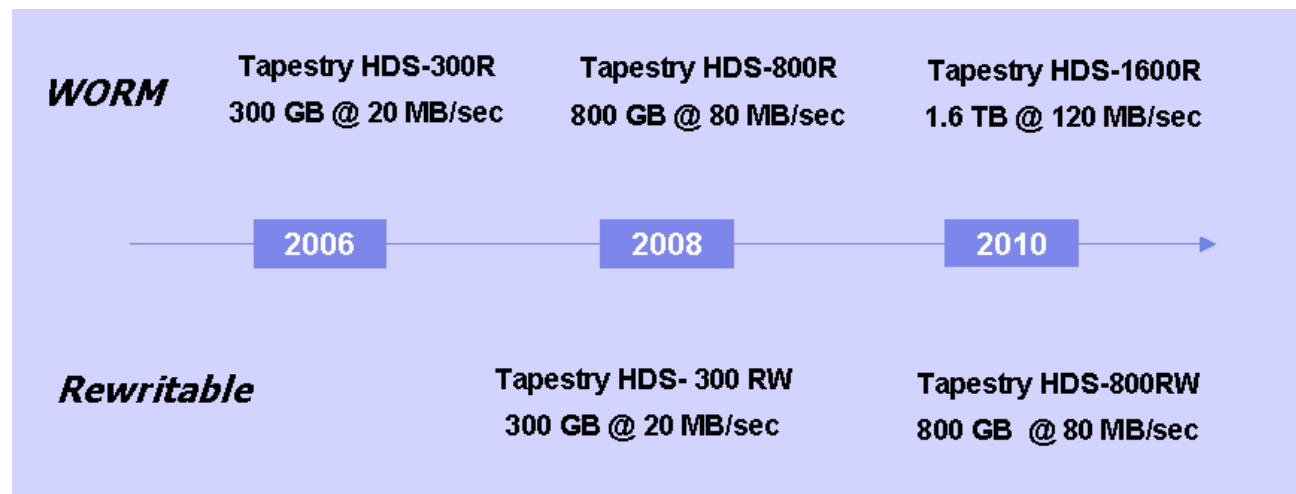 WORM
Tapestry HDS-300R
300 GB @ 20 MB/sec
Tapestry HDS-800R
800 GB @ 80 MB/sec
Tapestry HDS-1600R
1.6 TB @ 120 MB/sec
2006
2008
2010
Rewritable
Tapestry HDS- 300 RW
300 GB @ 20 MB/sec
Tapestry HDS-800RW
800 GB @ 80 MB/sec